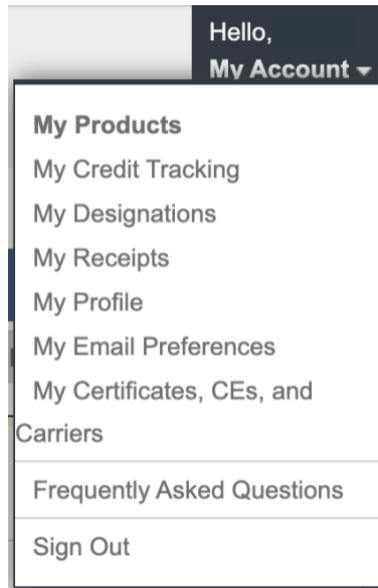 Hello,
My Account
My Products
My Credit Tracking
My Designations
My Receipts
My Profile
My Email Preferences
My Certificates, CEs, and
Carriers
Frequently Asked Questions
Sign Out